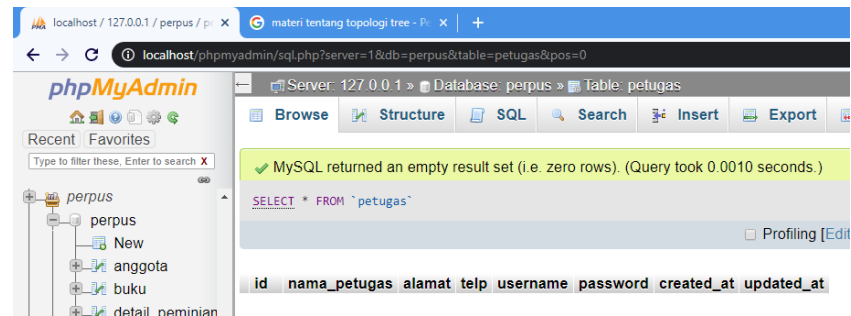 localhost / 127.0.0.1 / perpus / pe
materi tentang topologi tree - Pe
localhost/phpmyadmin/sql.php?server=1&db=perpus&table=petugas&pos=0
phpMyAdmin
Recent Favorites
Type to filter these, Enter to search X
perpus
perpus
New
anggota
buku
detail_peminjan
Server: 127.0.0.1 » Database: perpus » Table: petugas
Browse Structure SQL Search Insert Export
MySQL returned an empty result set (i.e. zero rows). (Query took 0.0010 seconds.)
SELECT * FROM `petugas`
Profiling [Edit
id nama_petugas alamat telp username password created_at updated_at